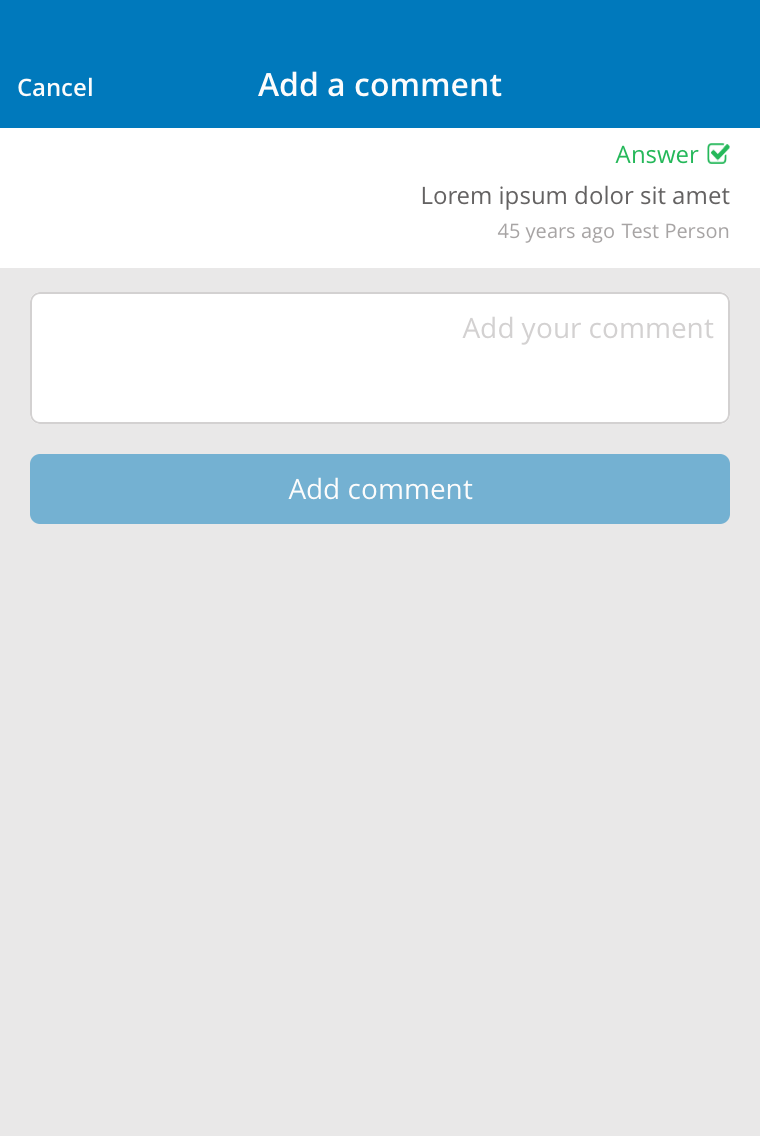 Cancel
Add a comment
Answer
Lorem ipsum dolor sit amet
45 years ago Test Person
Add your comment
Add comment